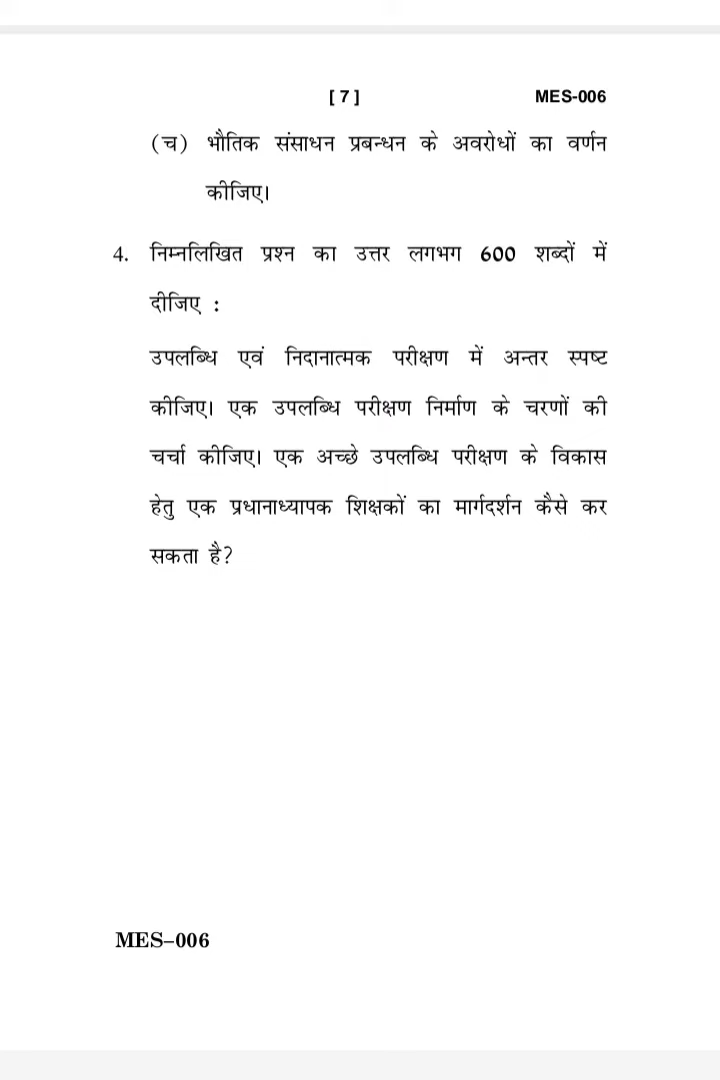 [ 7 ] MES-006
(च) भौतिक संसाधन प्रबन्धन के अवरोधों का वर्णन
कीजिए।
4. निम्नलिखित प्रश्न का उत्तर लगभग 600 शब्दों में
दीजिए :
उपलब्धि एवं निदानात्मक परीक्षण में अन्तर स्पष्ट
कीजिए। एक उपलब्धि परीक्षण निर्माण के चरणों की
चर्चा कीजिए। एक अच्छे उपलब्धि परीक्षण के विकास
हेतु एक प्रधानाध्यापक शिक्षकों का मार्गदर्शन कैसे कर
सकता है?
MES–006